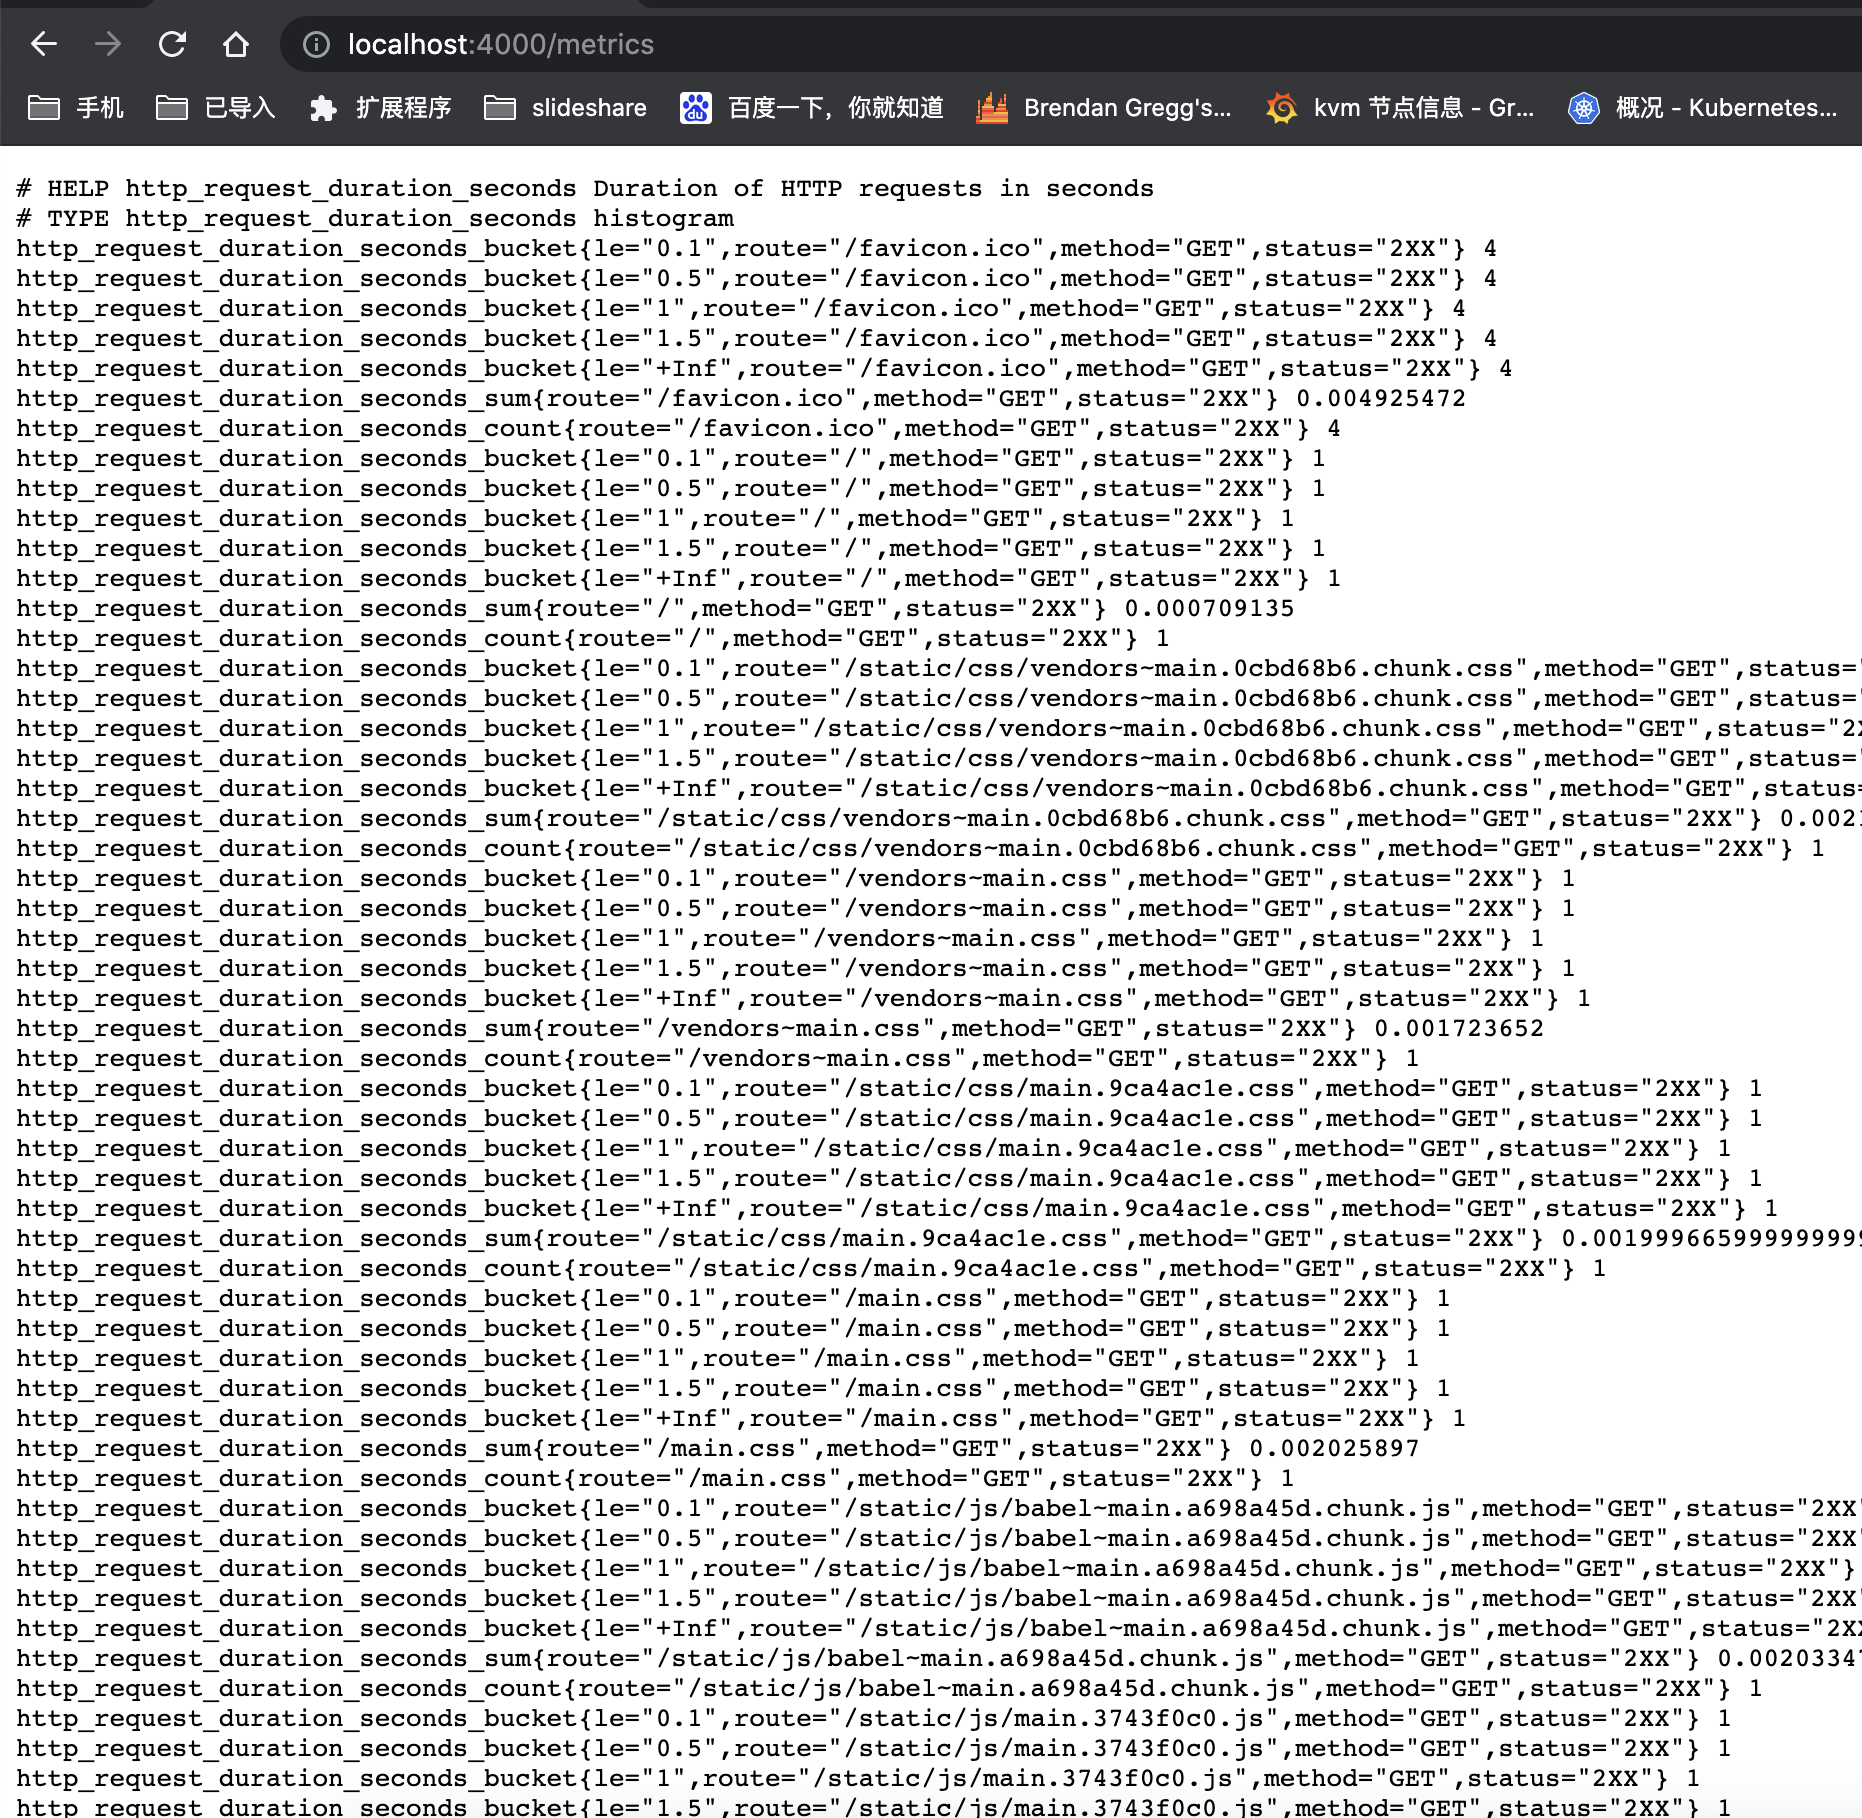 localhost:4000/metrics
手机 已导入 扩展程序 slideshare 百度一下，你就知道 Brendan Gregg's... kvm 节点信息 - Gr... 概况 - Kubernetes...
# HELP http_request_duration_seconds Duration of HTTP requests in seconds
# TYPE http_request_duration_seconds histogram
http_request_duration_seconds_bucket{le="0.1",route="/favicon.ico",method="GET",status="2XX"} 4
http_request_duration_seconds_bucket{le="0.5",route="/favicon.ico",method="GET",status="2XX"} 4
http_request_duration_seconds_bucket{le="1",route="/favicon.ico",method="GET",status="2XX"} 4
http_request_duration_seconds_bucket{le="1.5",route="/favicon.ico",method="GET",status="2XX"} 4
http_request_duration_seconds_bucket{le="+Inf",route="/favicon.ico",method="GET",status="2XX"} 4
http_request_duration_seconds_sum{route="/favicon.ico",method="GET",status="2XX"} 0.004925472
http_request_duration_seconds_count{route="/favicon.ico",method="GET",status="2XX"} 4
http_request_duration_seconds_bucket{le="0.1",route="/",method="GET",status="2XX"} 1
http_request_duration_seconds_bucket{le="0.5",route="/",method="GET",status="2XX"} 1
http_request_duration_seconds_bucket{le="1",route="/",method="GET",status="2XX"} 1
http_request_duration_seconds_bucket{le="1.5",route="/",method="GET",status="2XX"} 1
http_request_duration_seconds_bucket{le="+Inf",route="/",method="GET",status="2XX"} 1
http_request_duration_seconds_sum{route="/",method="GET",status="2XX"} 0.000709135
http_request_duration_seconds_count{route="/",method="GET",status="2XX"} 1
http_request_duration_seconds_bucket{le="0.1",route="/static/css/vendors~main.0cbd68b6.chunk.css",method="GET",status="
http_request_duration_seconds_bucket{le="0.5",route="/static/css/vendors~main.0cbd68b6.chunk.css",method="GET",status="
http_request_duration_seconds_bucket{le="1",route="/static/css/vendors~main.0cbd68b6.chunk.css",method="GET",status="2X
http_request_duration_seconds_bucket{le="1.5",route="/static/css/vendors~main.0cbd68b6.chunk.css",method="GET",status="
http_request_duration_seconds_bucket{le="+Inf",route="/static/css/vendors~main.0cbd68b6.chunk.css",method="GET",status=
http_request_duration_seconds_sum{route="/static/css/vendors~main.0cbd68b6.chunk.css",method="GET",status="2XX"} 0.0021
http_request_duration_seconds_count{route="/static/css/vendors~main.0cbd68b6.chunk.css",method="GET",status="2XX"} 1
http_request_duration_seconds_bucket{le="0.1",route="/vendors~main.css",method="GET",status="2XX"} 1
http_request_duration_seconds_bucket{le="0.5",route="/vendors~main.css",method="GET",status="2XX"} 1
http_request_duration_seconds_bucket{le="1",route="/vendors~main.css",method="GET",status="2XX"} 1
http_request_duration_seconds_bucket{le="1.5",route="/vendors~main.css",method="GET",status="2XX"} 1
http_request_duration_seconds_bucket{le="+Inf",route="/vendors~main.css",method="GET",status="2XX"} 1
http_request_duration_seconds_sum{route="/vendors~main.css",method="GET",status="2XX"} 0.001723652
http_request_duration_seconds_count{route="/vendors~main.css",method="GET",status="2XX"} 1
http_request_duration_seconds_bucket{le="0.1",route="/static/css/main.9ca4ac1e.css",method="GET",status="2XX"} 1
http_request_duration_seconds_bucket{le="0.5",route="/static/css/main.9ca4ac1e.css",method="GET",status="2XX"} 1
http_request_duration_seconds_bucket{le="1",route="/static/css/main.9ca4ac1e.css",method="GET",status="2XX"} 1
http_request_duration_seconds_bucket{le="1.5",route="/static/css/main.9ca4ac1e.css",method="GET",status="2XX"} 1
http_request_duration_seconds_bucket{le="+Inf",route="/static/css/main.9ca4ac1e.css",method="GET",status="2XX"} 1
http_request_duration_seconds_sum{route="/static/css/main.9ca4ac1e.css",method="GET",status="2XX"} 0.0019996659999999999
http_request_duration_seconds_count{route="/static/css/main.9ca4ac1e.css",method="GET",status="2XX"} 1
http_request_duration_seconds_bucket{le="0.1",route="/main.css",method="GET",status="2XX"} 1
http_request_duration_seconds_bucket{le="0.5",route="/main.css",method="GET",status="2XX"} 1
http_request_duration_seconds_bucket{le="1",route="/main.css",method="GET",status="2XX"} 1
http_request_duration_seconds_bucket{le="1.5",route="/main.css",method="GET",status="2XX"} 1
http_request_duration_seconds_bucket{le="+Inf",route="/main.css",method="GET",status="2XX"} 1
http_request_duration_seconds_sum{route="/main.css",method="GET",status="2XX"} 0.002025897
http_request_duration_seconds_count{route="/main.css",method="GET",status="2XX"} 1
http_request_duration_seconds_bucket{le="0.1",route="/static/js/babel~main.a698a45d.chunk.js",method="GET",status="2XX"
http_request_duration_seconds_bucket{le="0.5",route="/static/js/babel~main.a698a45d.chunk.js",method="GET",status="2XX"
http_request_duration_seconds_bucket{le="1",route="/static/js/babel~main.a698a45d.chunk.js",method="GET",status="2XX"}
http_request_duration_seconds_bucket{le="1.5",route="/static/js/babel~main.a698a45d.chunk.js",method="GET",status="2XX"
http_request_duration_seconds_bucket{le="+Inf",route="/static/js/babel~main.a698a45d.chunk.js",method="GET",status="2XX
http_request_duration_seconds_sum{route="/static/js/babel~main.a698a45d.chunk.js",method="GET",status="2XX"} 0.0020334
http_request_duration_seconds_count{route="/static/js/babel~main.a698a45d.chunk.js",method="GET",status="2XX"} 1
http_request_duration_seconds_bucket{le="0.1",route="/static/js/main.3743f0c0.js",method="GET",status="2XX"} 1
http_request_duration_seconds_bucket{le="0.5",route="/static/js/main.3743f0c0.js",method="GET",status="2XX"} 1
http_request_duration_seconds_bucket{le="1",route="/static/js/main.3743f0c0.js",method="GET",status="2XX"} 1
http_request_duration_seconds_bucket{le="1.5",route="/static/js/main.3743f0c0.js",method="GET",status="2XX"} 1